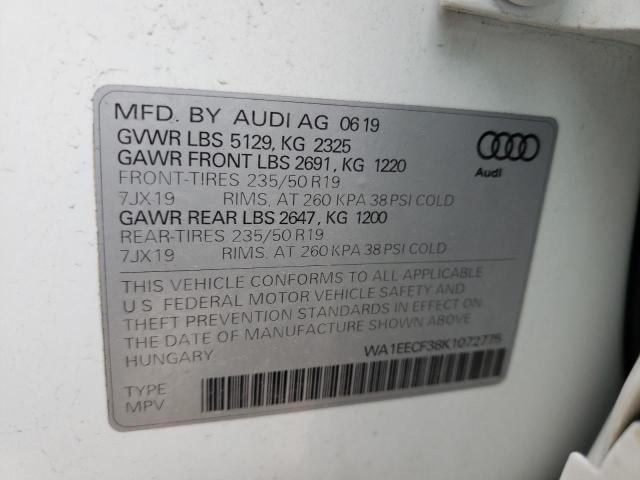 MFD. BY AUDI AG 0619
GVWR LBS 5129, KG 2325
GAWR FRONT LBS 2691, KG 1220
FRONT-TIRES 235/50 R19
7JX19 RIMS, AT 260 KPA 38 PSI COLD
GAWR REAR LBS 2647, KG 1200
REAR-TIRES 235/50 R19
7JX19 RIMS, AT 260 KPA 38 PSI COLD
Audi
THIS VEHICLE CONFORMS TO ALL APPLICABLE
U S FEDERAL MOTOR VEHICLE SAFETY AND
THEFT PREVENTION STANDARDS IN EFFECT ON
THE DATE OF MANUFACTURE SHOWN ABOVE
HUNGARY
WA1EECF38K1072775
TYPE
MPV